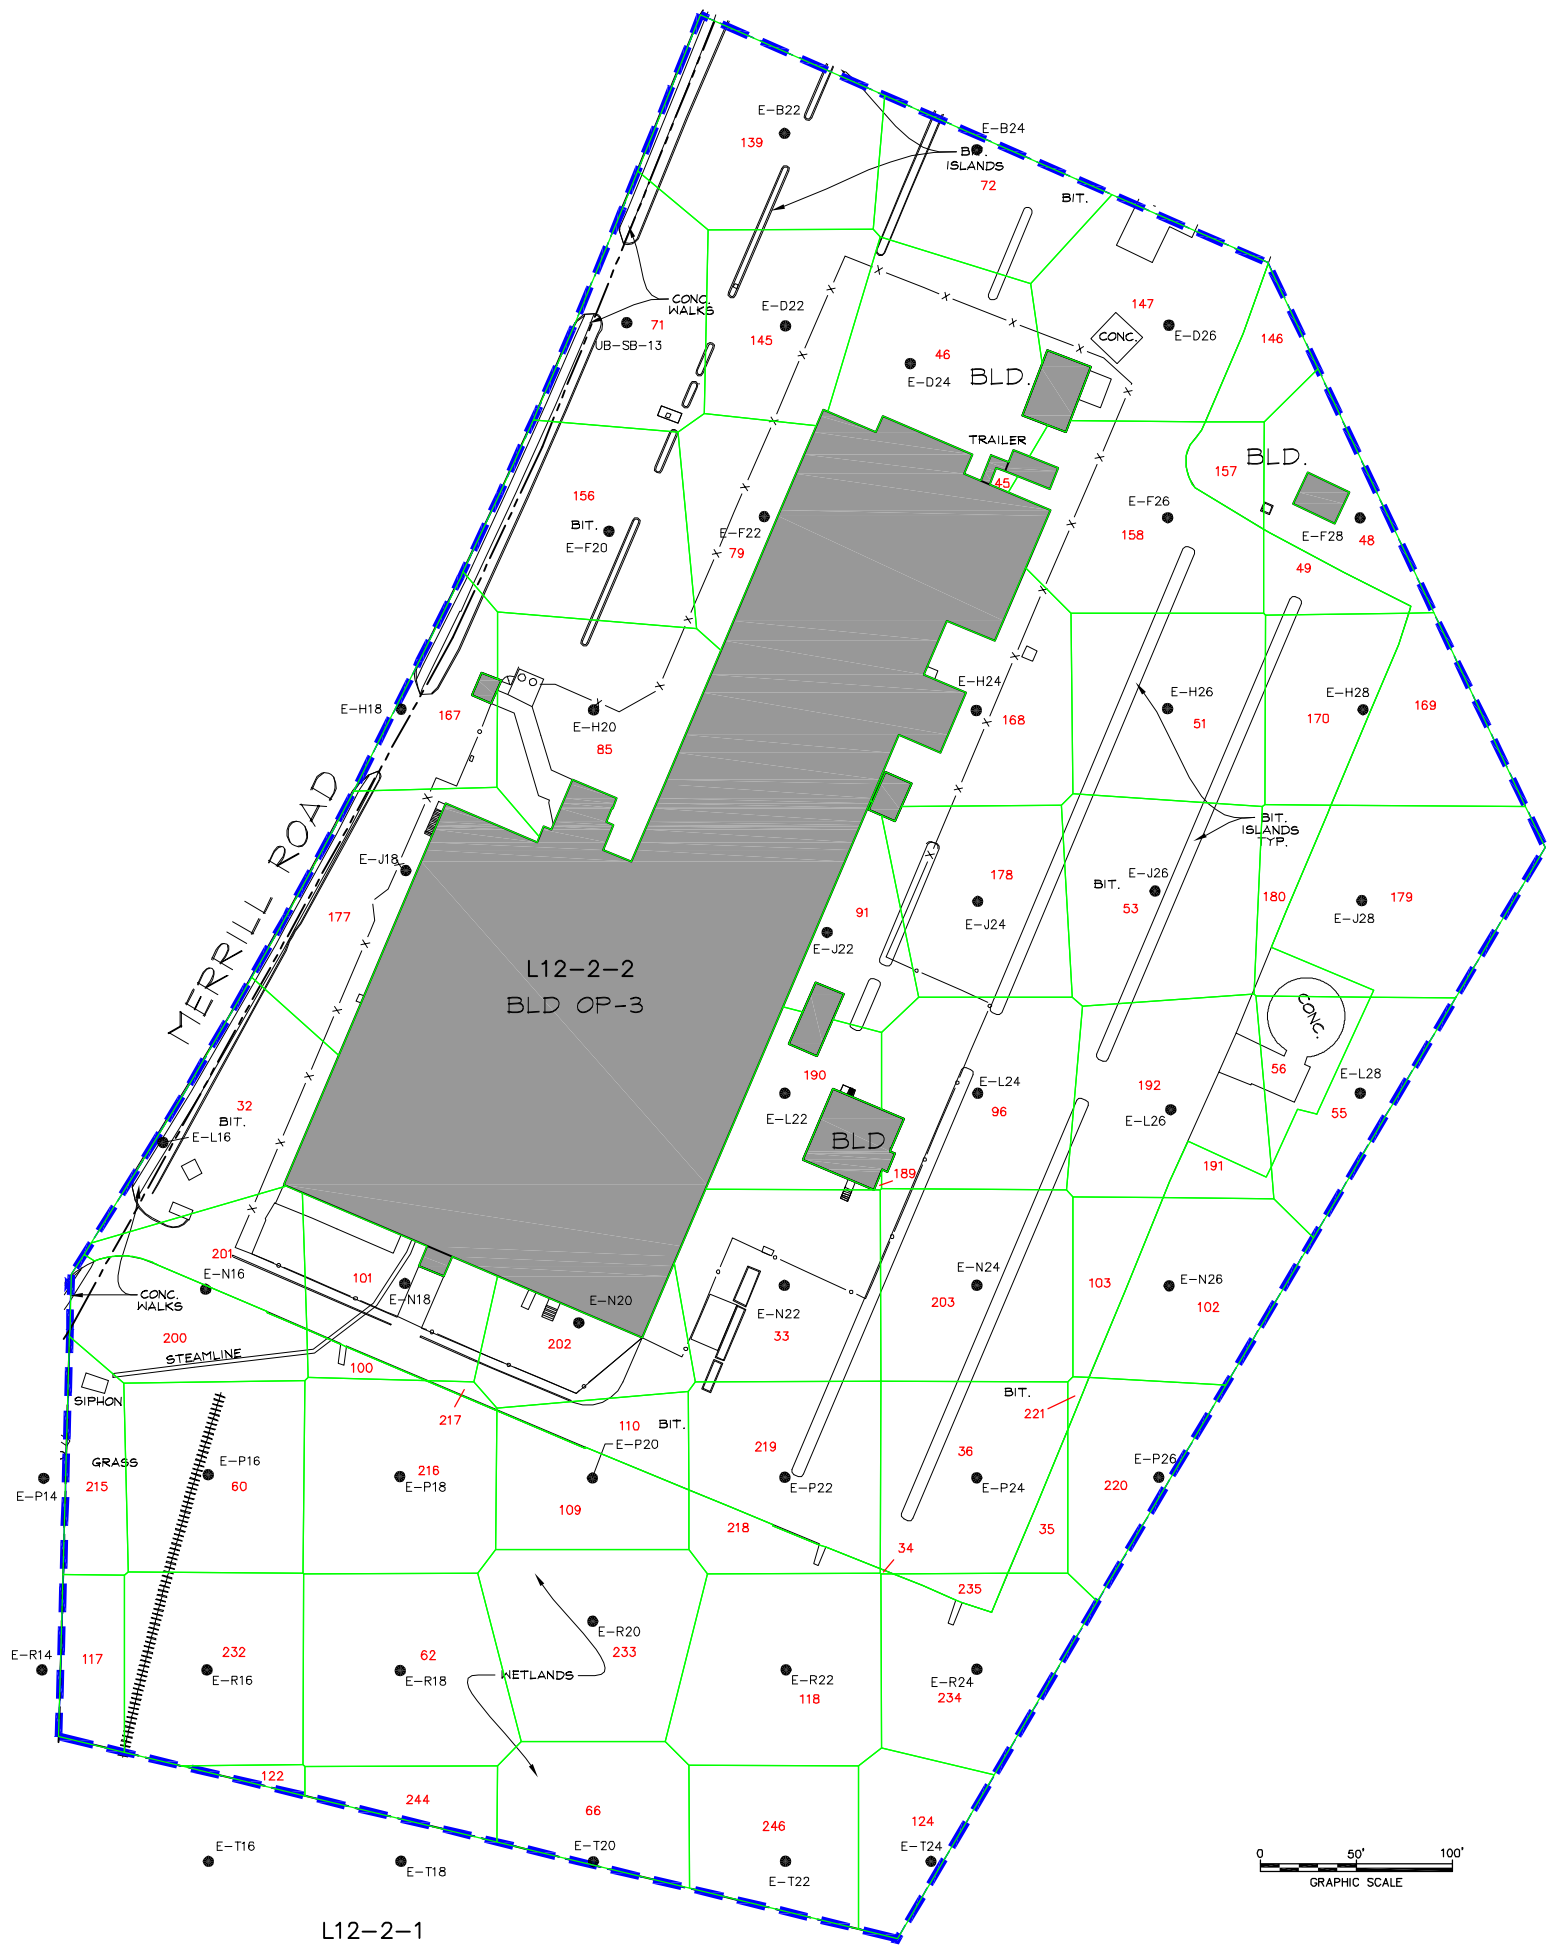 E-B22
139
E-B24
BIT.
ISLANDS
72
BIT.
CONC.
WALKS
71
UB-SB-13
E-D22
145
147
E-D26
146
CONC.
46
E-D24
BLD.
TRAILER
45
BLD.
157
156
BIT.
E-F20
E-F22
79
E-F26
158
E-F28
48
49
E-H18
167
E-H20
85
E-H24
168
E-H26
51
E-H28
170
169
MERRILL ROAD
BIT.
ISLANDS
TYP.
E-J18
177
91
E-J22
178
E-J24
E-J26
BIT.
53
180
179
E-J28
L12-2-2
BLD OP-3
CONC.
56
190
E-L22
E-L24
96
192
E-L26
E-L28
55
32
BIT.
E-L16
BLD
189
191
201
E-N16
CONC.
WALKS
101
E-N18
E-N20
202
E-N22
33
E-N24
203
103
E-N26
102
200
STEAMLINE
100
SIPHON
217
110
BIT.
BIT.
221
GRASS
215
E-P14
E-P16
60
216
E-P18
E-P20
109
219
E-P22
218
36
E-P24
E-P26
220
35
34
235
E-R14
117
232
E-R16
62
E-R18
E-R20
233
WETLANDS
E-R22
118
E-R24
234
122
244
66
246
124
E-T16
E-T18
E-T20
E-T22
E-T24
0 50' 100'
GRAPHIC SCALE
L12-2-1